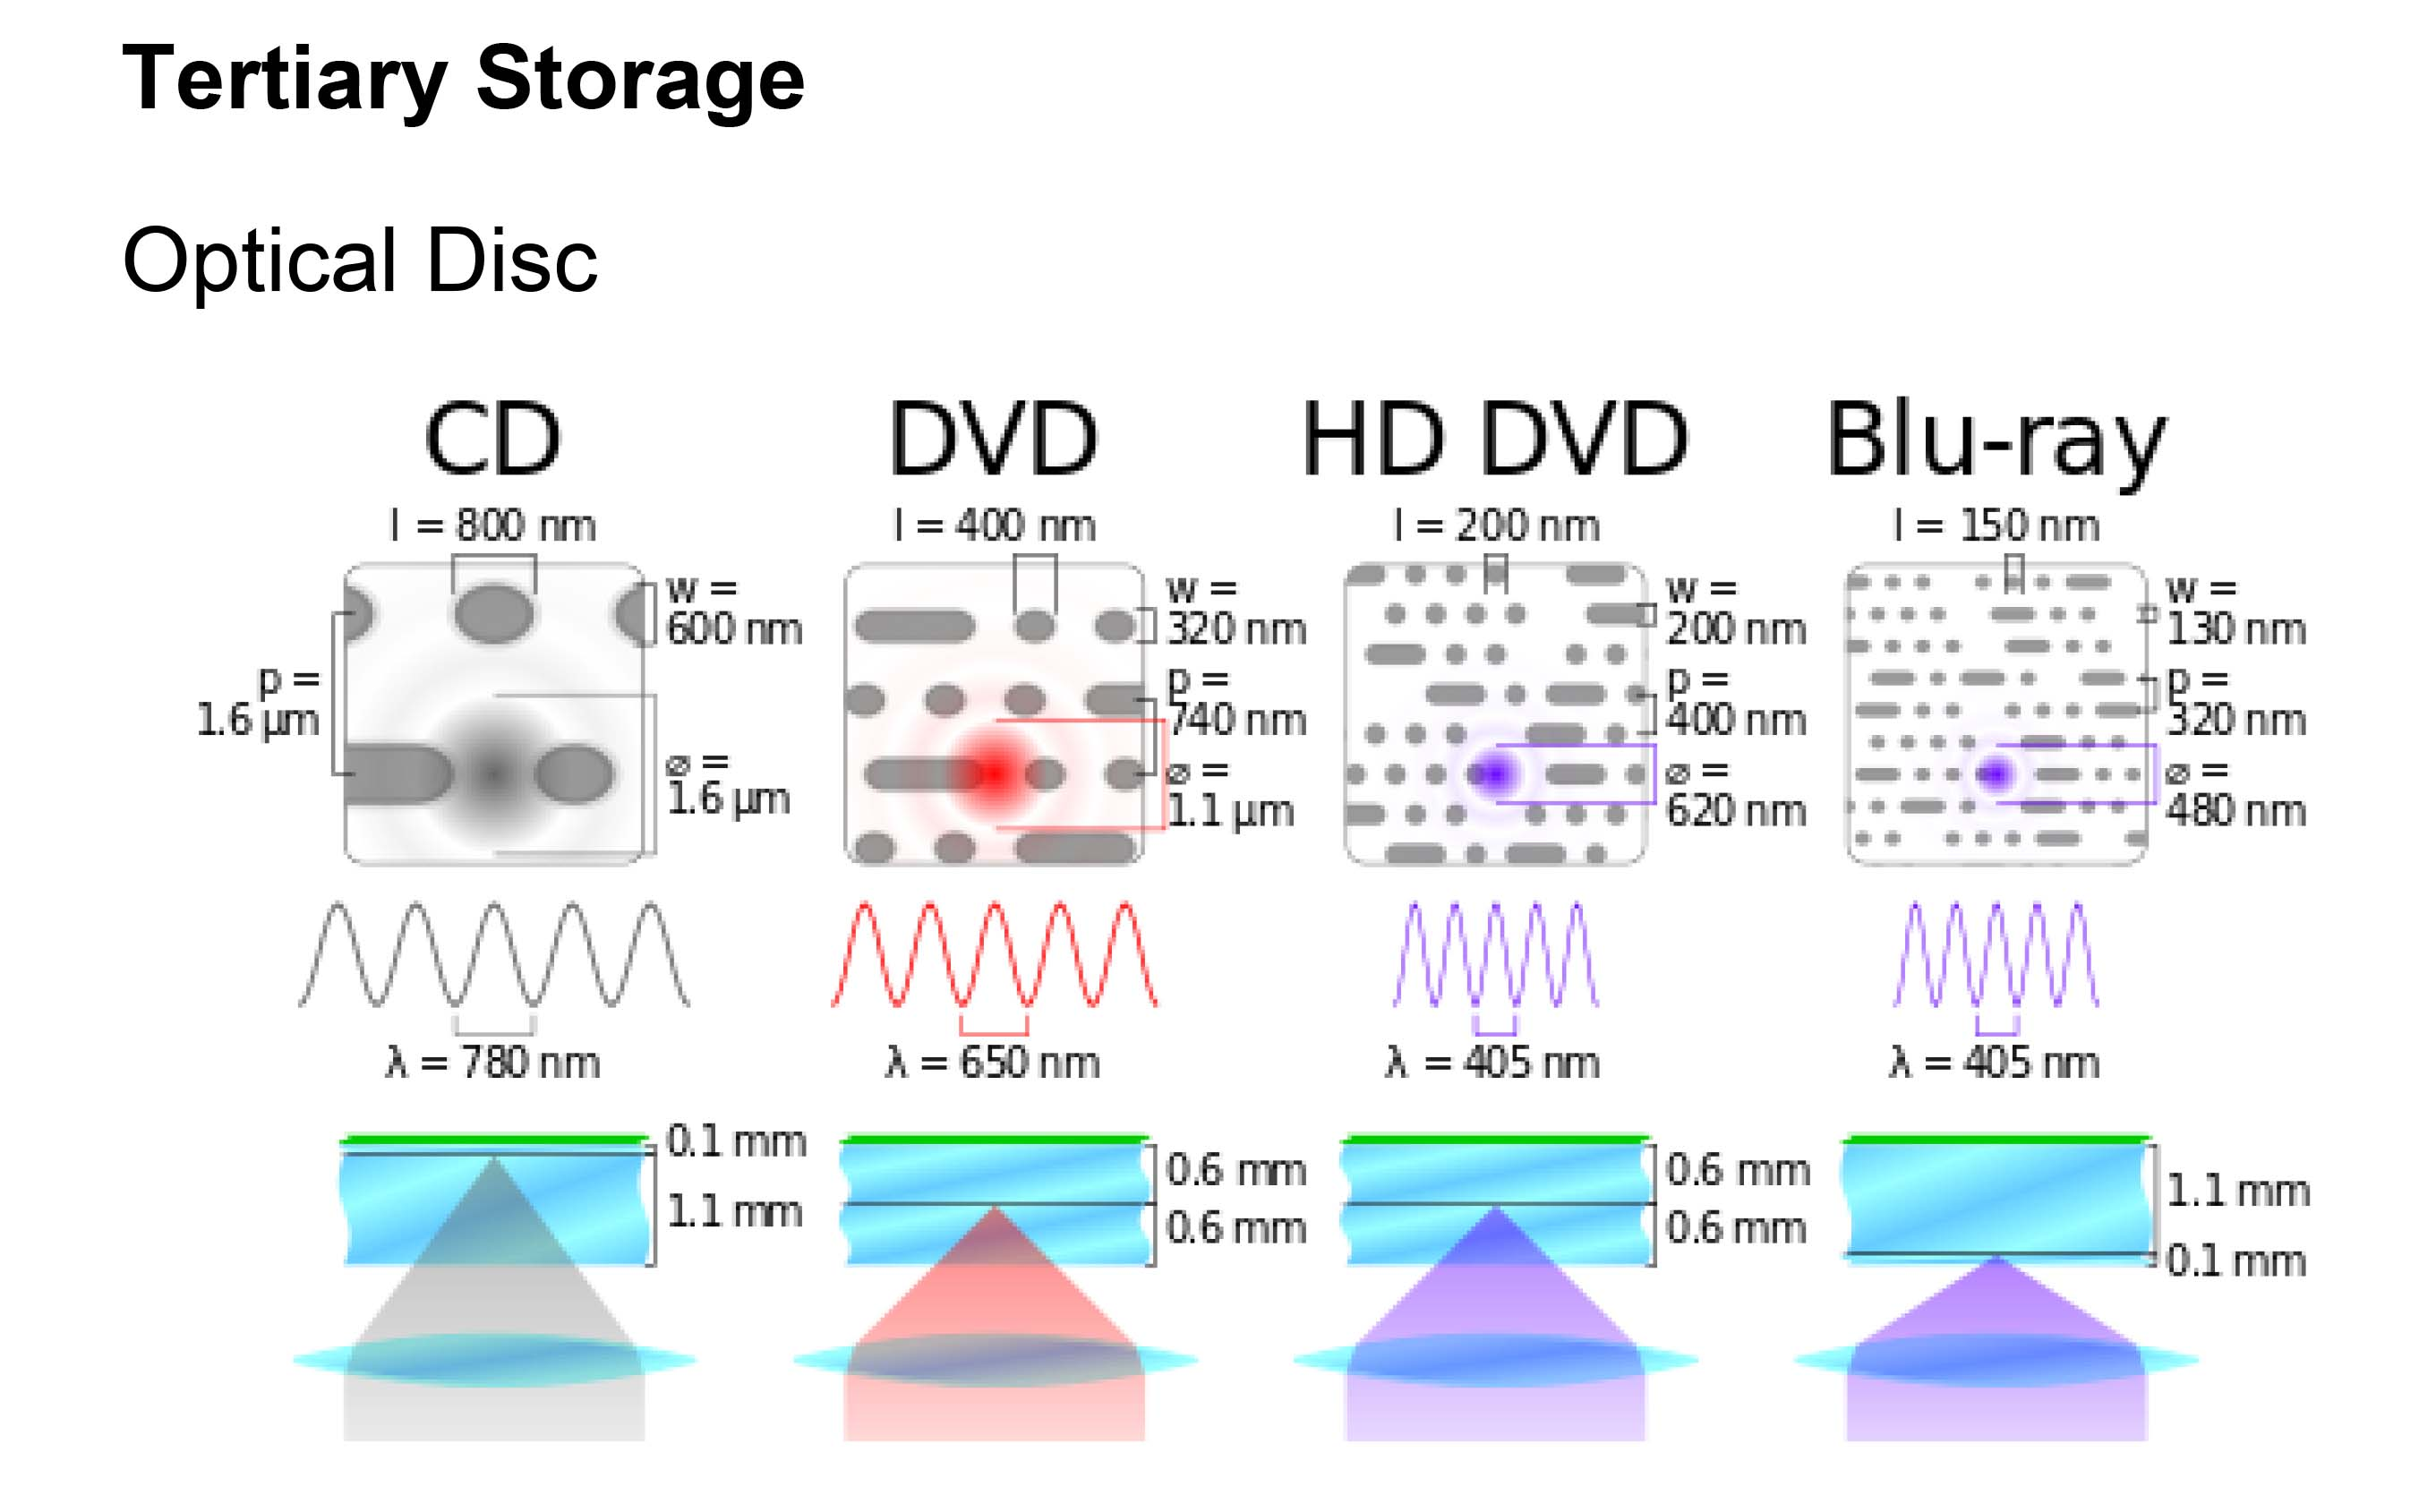 Tertiary Storage
Optical Disc
CD
l = 800 nm
w =
600 nm
p =
1.6 µm
⌀ =
1.6 µm
λ = 780 nm
0.1 mm
1.1 mm
DVD
l = 400 nm
w =
320 nm
p =
740 nm
⌀ =
1.1 µm
λ = 650 nm
0.6 mm
0.6 mm
HD DVD
l = 200 nm
w =
200 nm
p =
400 nm
⌀ =
620 nm
λ = 405 nm
0.6 mm
0.6 mm
Blu-ray
l = 150 nm
w =
130 nm
p =
320 nm
⌀ =
480 nm
λ = 405 nm
1.1 mm
0.1 mm